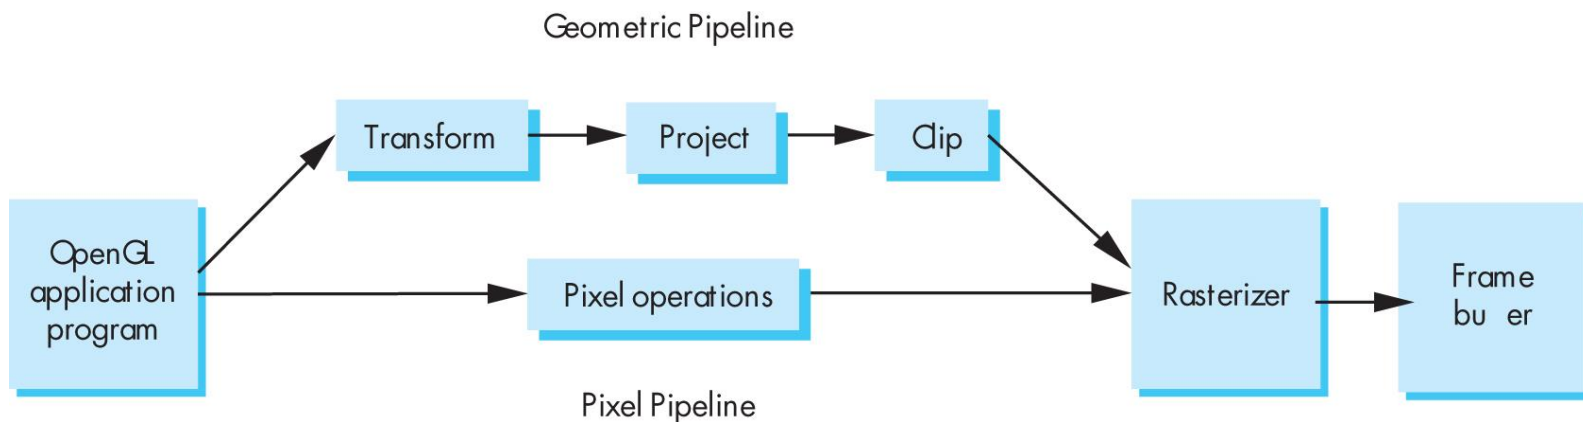 Geometric Pipeline
Transform
Project
Clip
OpenGL
application
program
Pixel operations
Rasterizer
Frame
bu er
Pixel Pipeline